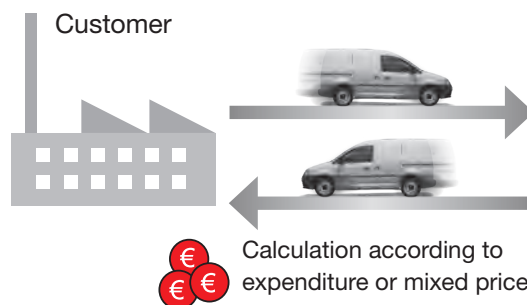 Customer
Calculation according to
expenditure or mixed price
€
€
€